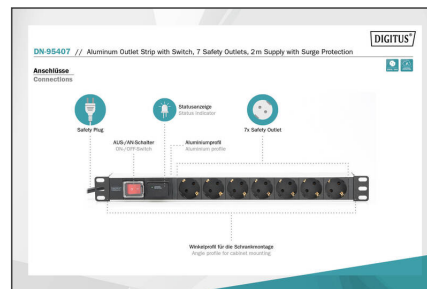 DIGITUS®
DN-95407 // Aluminum Outlet Strip with Switch, 7 Safety Outlets, 2 m Supply with Surge Protection
Anschlüsse
Connections
Safety Plug
Statusanzeige
Status indicator
7x Safety Outlet
AUS-/AN-Schalter
ON-/OFF-Switch
Aluminiumprofil
Aluminium profile
Winkelprofil für die Schrankmontage
Angle profile for cabinet mounting